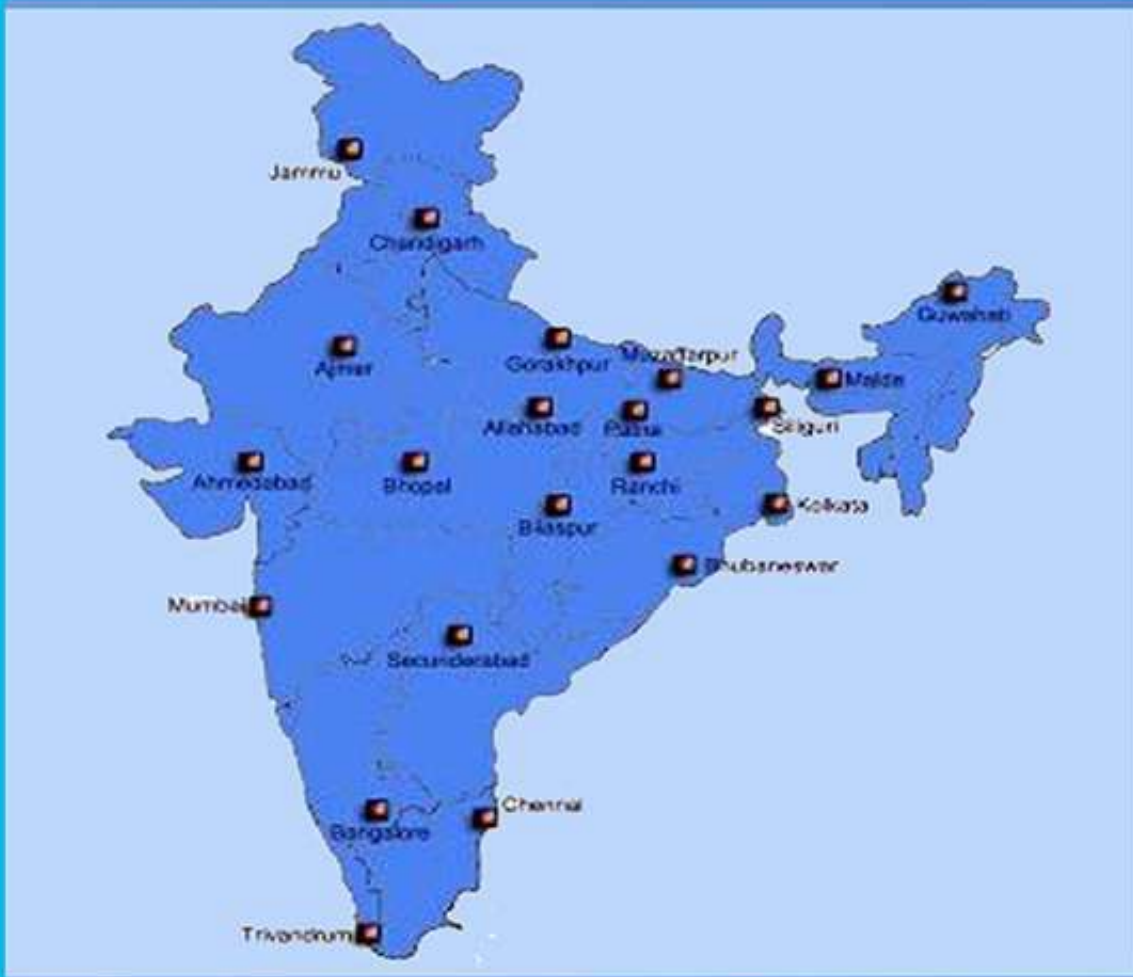 Jammu
Chandigarh
Guwahati
Ajmer
Gorakhpur
Muzaffarpur
Malda
Allahabad
Patna
Siliguri
Ahmedabad
Bhopal
Ranchi
Bilaspur
Kolkata
Bhubaneswar
Mumbai
Secunderabad
Chennai
Bangalore
Trivandrum